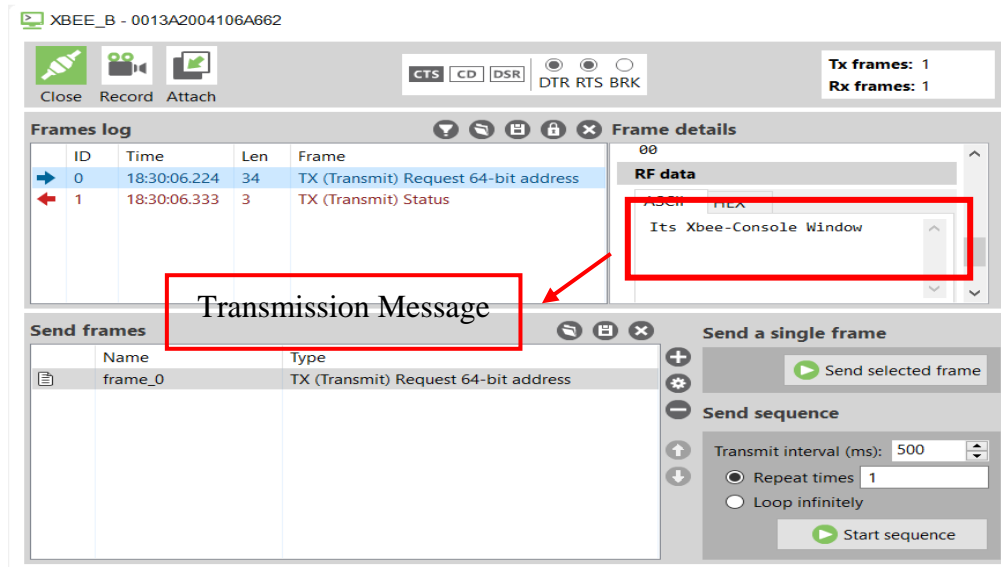 XBEE_B - 0013A2004106A662
Close Record Attach
CTS CD DSR DTR RTS BRK
Tx frames: 1
Rx frames: 1
Frames log
ID Time Len Frame
0 18:30:06.224 34 TX (Transmit) Request 64-bit address
1 18:30:06.333 3 TX (Transmit) Status
Frame details
00
RF data
ASCII HEX
Its Xbee-Console Window
Transmission Message
Send frames
Name Type
frame_0 TX (Transmit) Request 64-bit address
Send a single frame
Send selected frame
Send sequence
Transmit interval (ms): 500
Repeat times 1
Loop infinitely
Start sequence